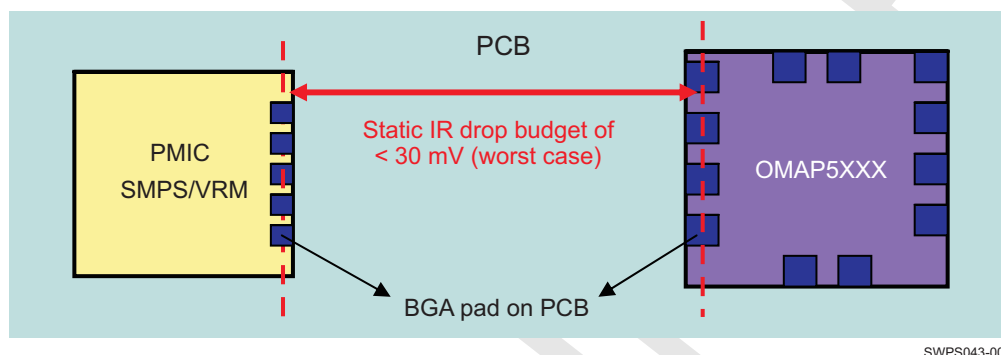 PCB
Static IR drop budget of
< 30 mV (worst case)
PMIC
SMPS/VRM
OMAP5XXX
BGA pad on PCB